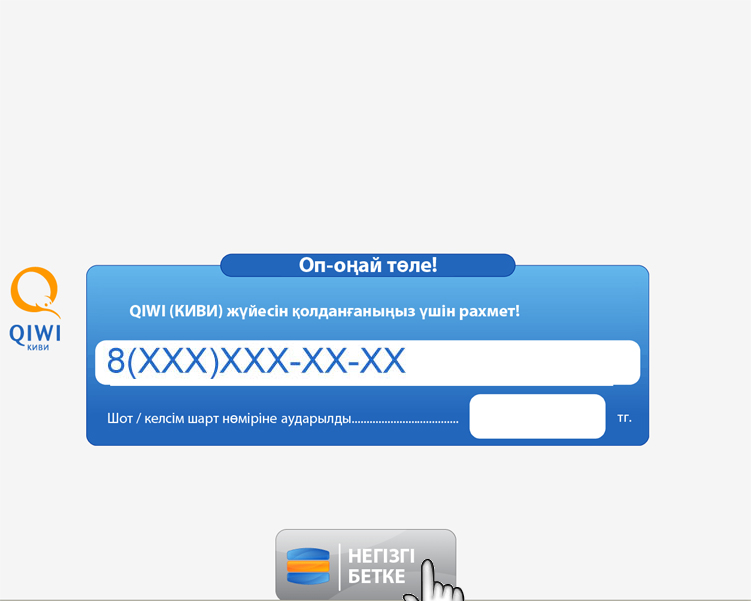 Оп-оңай төле!
QIWI
КИВИ
QIWI (КИВИ) жүйесін қолданғаныңыз үшін рахмет!
8(XXX)XXX-XX-XX
Шот / келсім шарт нөміріне аударылды.................................... тг.
НЕГІЗГІ
БЕТКЕ